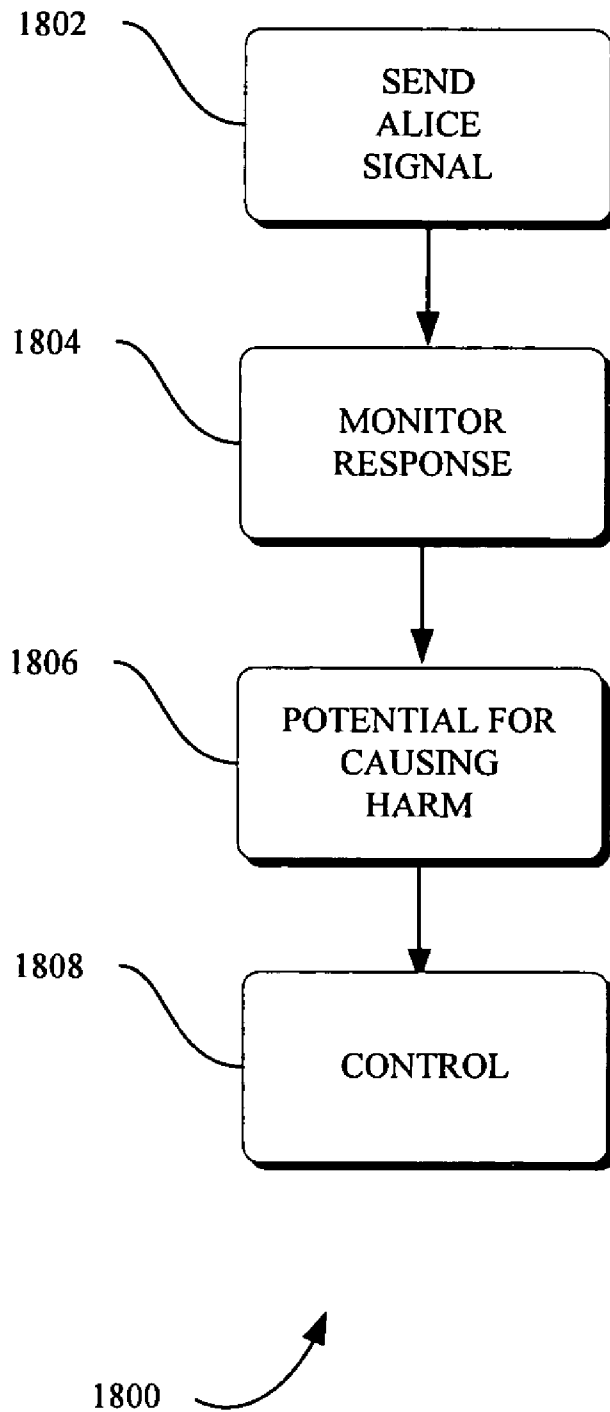 1802
SEND
ALICE
SIGNAL
1804
MONITOR
RESPONSE
1806
POTENTIAL FOR
CAUSING
HARM
1808
CONTROL
1800